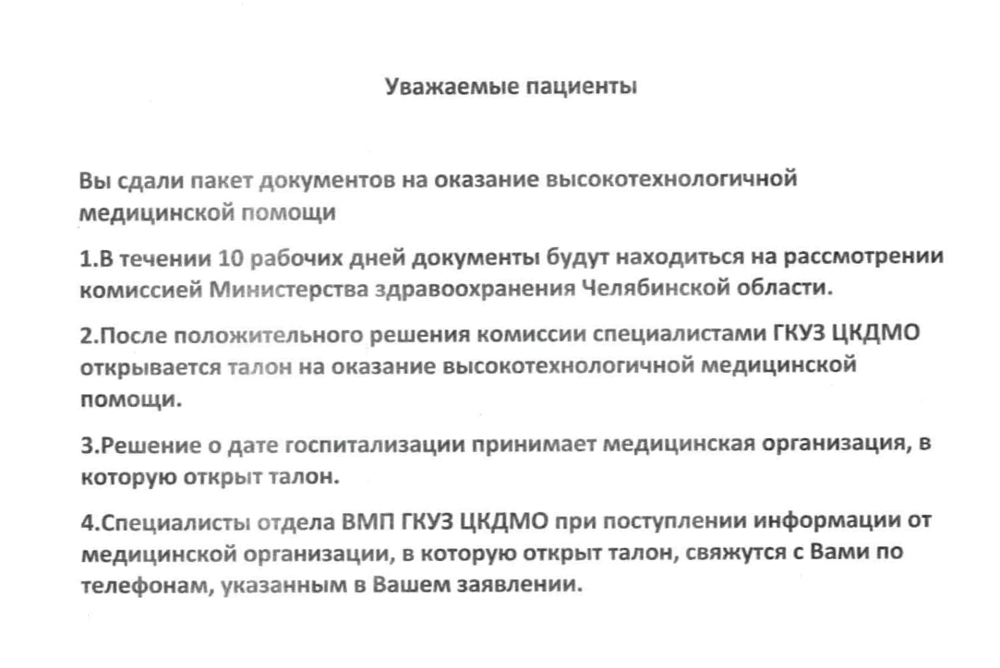 Уважаемые пациенты
Вы сдали пакет документов на оказание высокотехнологичной
медицинской помощи
1.В течении 10 рабочих дней документы будут находиться на рассмотрении
комиссией Министерства здравоохранения Челябинской области.
2.После положительного решения комиссии специалистами ГКУЗ ЦКДМО
открывается талон на оказание высокотехнологичной медицинской
помощи.
3.Решение о дате госпитализации принимает медицинская организация, в
которую открыт талон.
4.Специалисты отдела ВМП ГКУЗ ЦКДМО при поступлении информации от
медицинской организации, в которую открыт талон, свяжутся с Вами по
телефонам, указанным в Вашем заявлении.